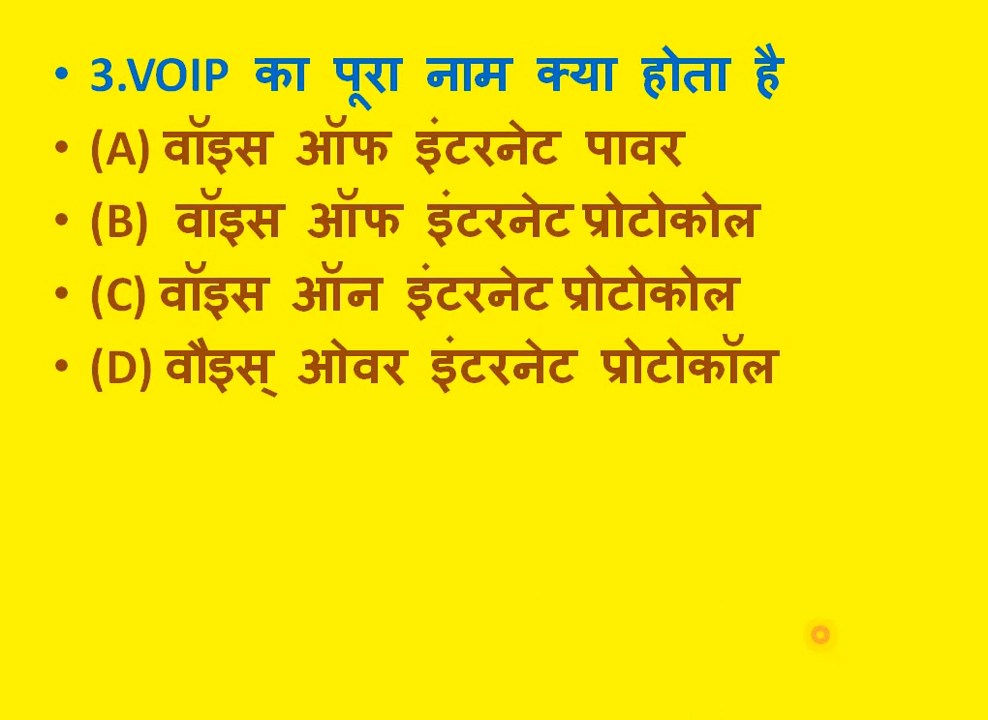 • 3.VOIP का पूरा नाम क्या होता है
• (A) वॉइस ऑफ इंटरनेट पावर
• (B) वॉइस ऑफ इंटरनेट प्रोटोकोल
• (C) वॉइस ऑन इंटरनेट प्रोटोकोल
• (D) वौइस् ओवर इंटरनेट प्रोटोकॉल